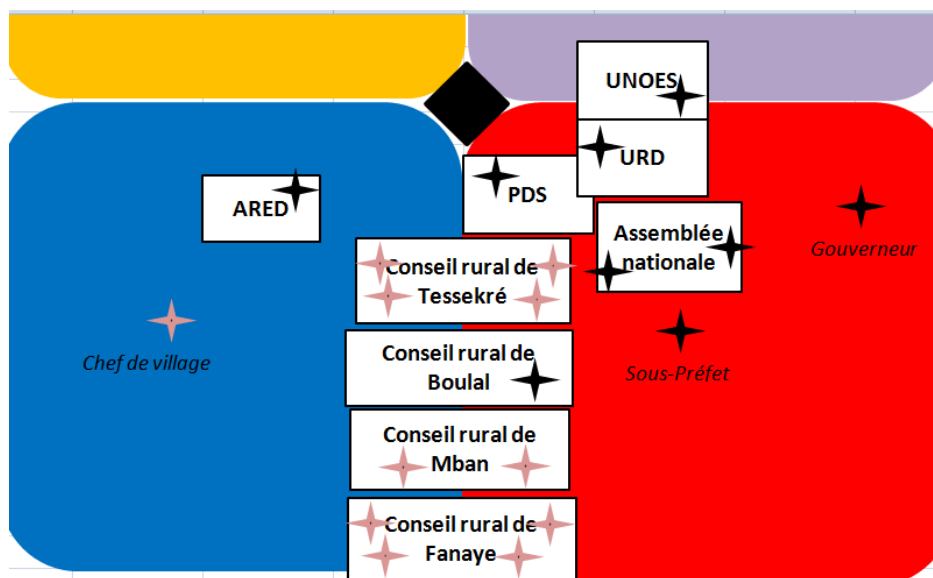 UNOES
URD
PDS
ARED
Assemblée
nationale
Gouverneur
Conseil rural de
Tessekré
Chef de village
Sous-Préfet
Conseil rural de
Boulal
Conseil rural de
Mban
Conseil rural de
Fanaye